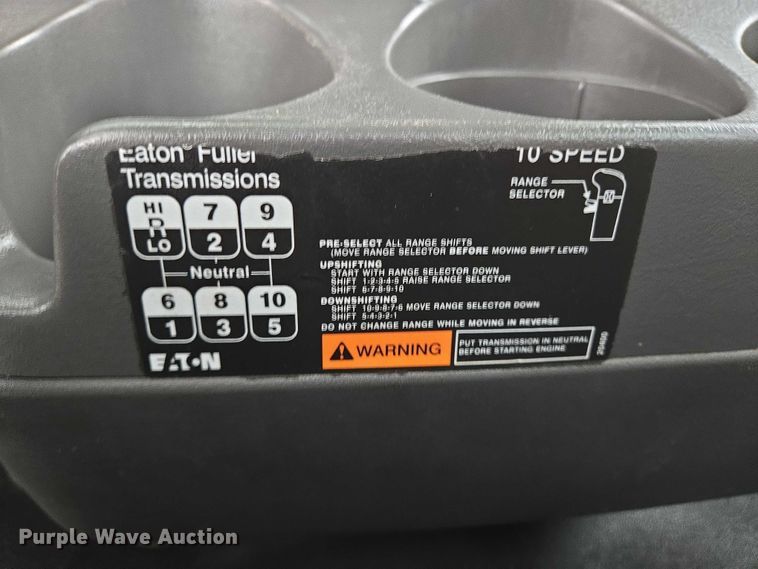 Eaton Fuller
Transmissions
10 SPEED
RANGE
SELECTOR
HI 7 9
R
LO 2 4
Neutral
6 8 10
1 3 5
EATON
PRE-SELECT ALL RANGE SHIFTS
(MOVE RANGE SELECTOR BEFORE MOVING SHIFT LEVER)
UPSHIFTING
START WITH RANGE SELECTOR DOWN
SHIFT 1-2-3-4-5 RAISE RANGE SELECTOR
SHIFT 6-7-8-9-10
DOWNSHIFTING
SHIFT 10-9-8-7-6 MOVE RANGE SELECTOR DOWN
SHIFT 5-4-3-2-1
DO NOT CHANGE RANGE WHILE MOVING IN REVERSE
WARNING
PUT TRANSMISSION IN NEUTRAL
BEFORE STARTING ENGINE
20400
Purple Wave Auction